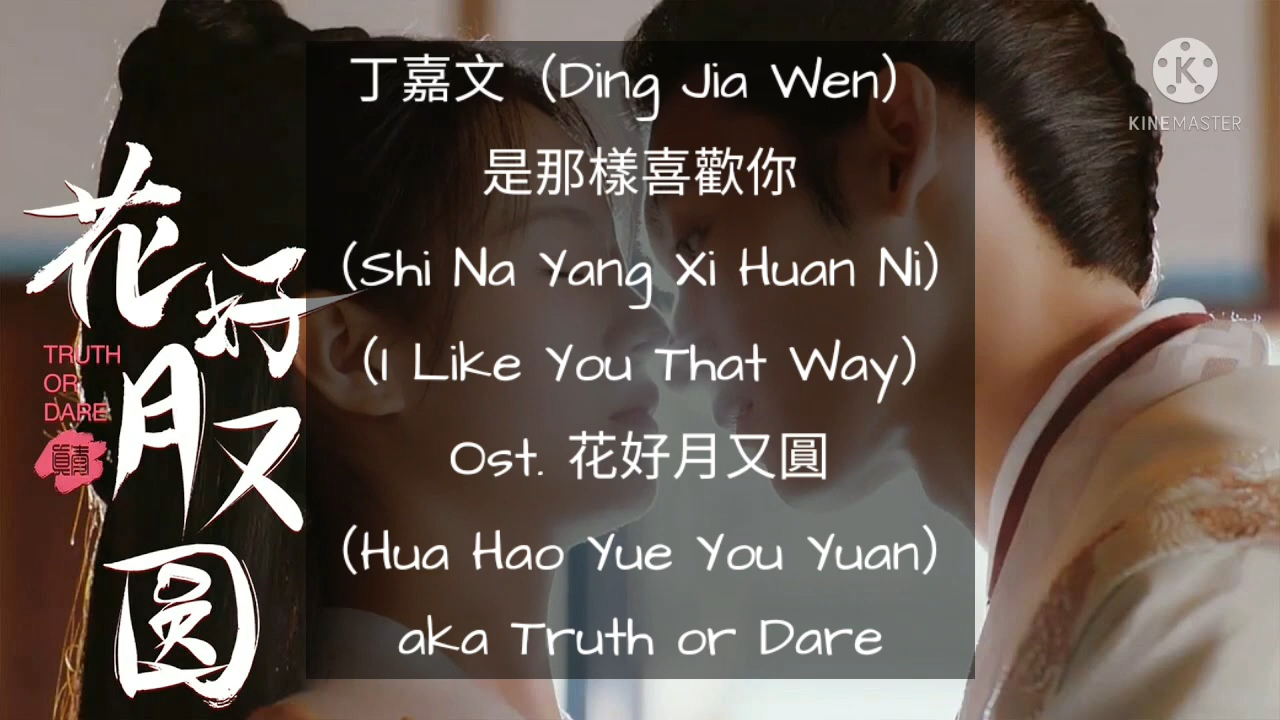 丁嘉文 (Ding Jia Wen)
是那樣喜歡你
(Shi Na Yang Xi Huan Ni)
(I Like You That Way)
Ost. 花好月又圓
(Hua Hao Yue You Yuan)
aka Truth or Dare
花好月又圆
TRUTH
OR
DARE
KINEMASTER